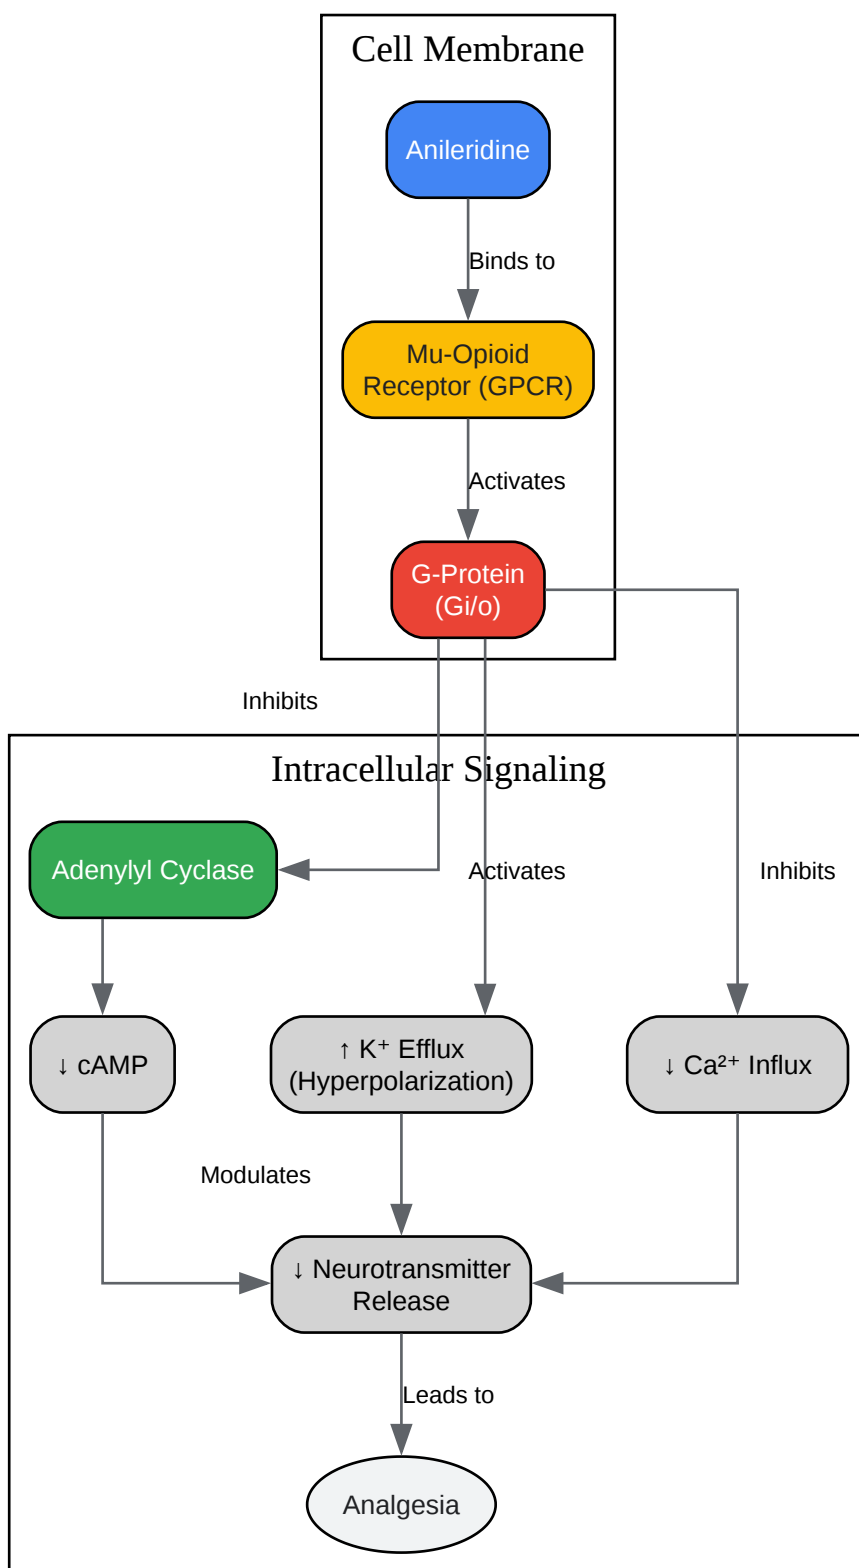 Cell Membrane
Anileridine
Binds to
Mu-Opioid
Receptor (GPCR)
Activates
G-Protein
(Gi/o)
Inhibits
Intracellular Signaling
Adenylyl Cyclase
Activates
Inhibits
↓ cAMP
↑ K⁺ Efflux
(Hyperpolarization)
↓ Ca²⁺ Influx
Modulates
↓ Neurotransmitter
Release
Leads to
Analgesia